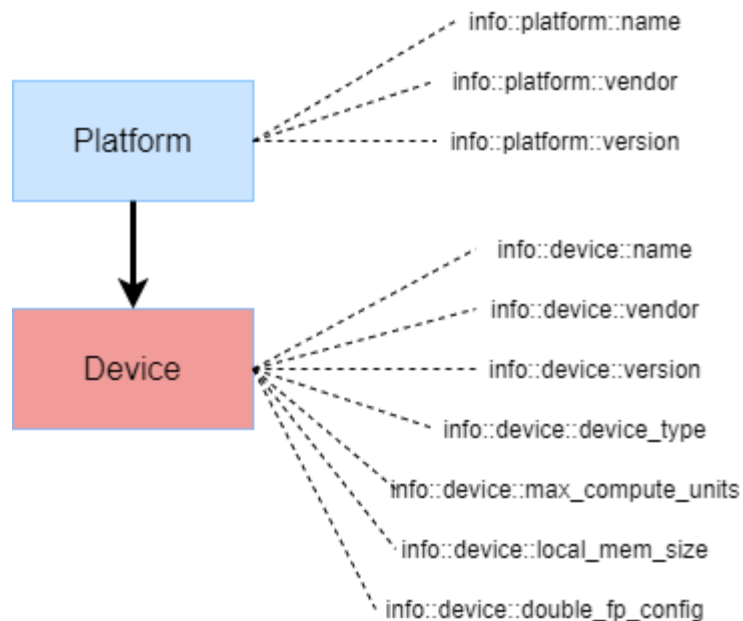 info::platform::name
info::platform::vendor
Platform
info::platform::version
info::device::name
info::device::vendor
Device
info::device::version
info::device::device_type
info::device::max_compute_units
info::device::local_mem_size
info::device::double_fp_config